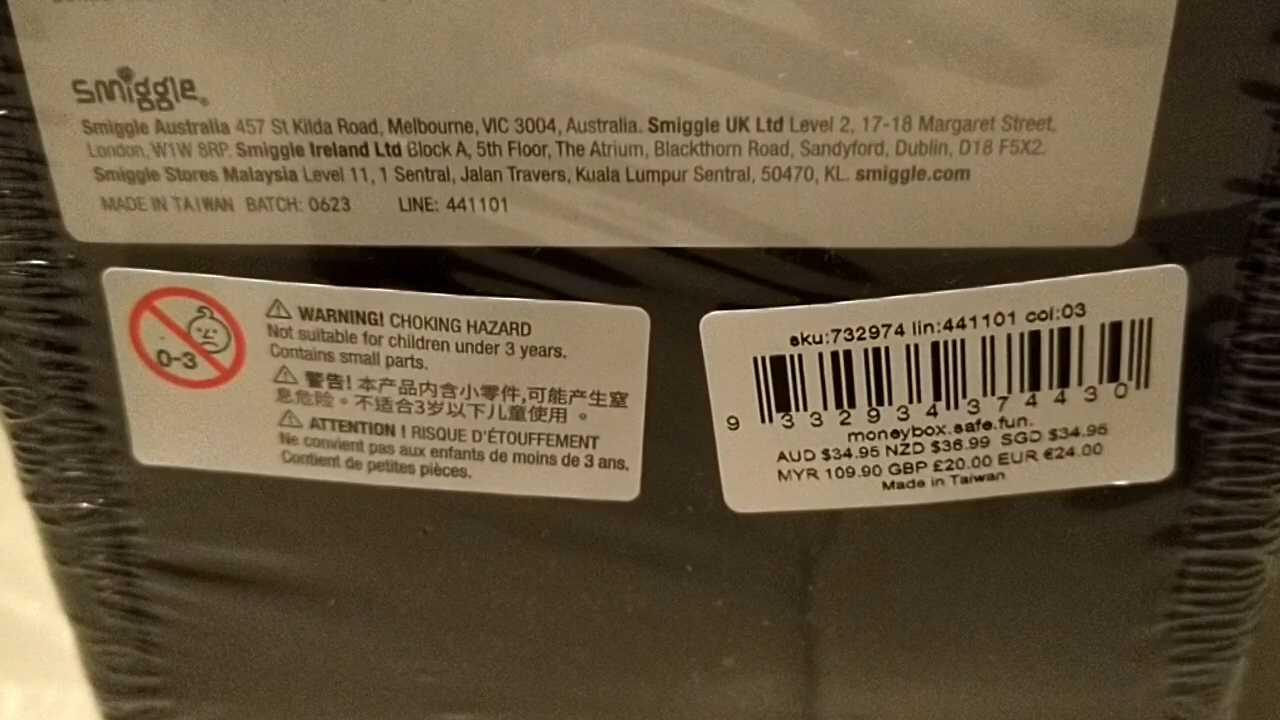 smiggle
Smiggle Australia 457 St Kilda Road, Melbourne, VIC 3004, Australia. Smiggle UK Ltd Level 2, 17-18 Margaret Street,
London, W1W 8RP. Smiggle Ireland Ltd Block A, 5th Floor, The Atrium, Blackthorn Road, Sandyford, Dublin, D18 F5X2.
Smiggle Stores Malaysia Level 11, 1 Sentral, Jalan Travers, Kuala Lumpur Sentral, 50470, KL. smiggle.com
MADE IN TAIWAN BATCH: 0623 LINE: 441101
0-3
⚠ WARNING! CHOKING HAZARD
Not suitable for children under 3 years.
Contains small parts.
⚠ 警告! 本产品内含小零件,可能产生窒
息危险。不适合3岁以下儿童使用 。
⚠ ATTENTION ! RISQUE D'ÉTOUFFEMENT
Ne convient pas aux enfants de moins de 3 ans.
Contient de petites pièces.
sku:732974 lin:441101 col:03
9 332934 374430
moneybox.safe.fun.
AUD $34.95 NZD $36.99 SGD $34.95
MYR 109.90 GBP £20.00 EUR €24.00
Made in Taiwan